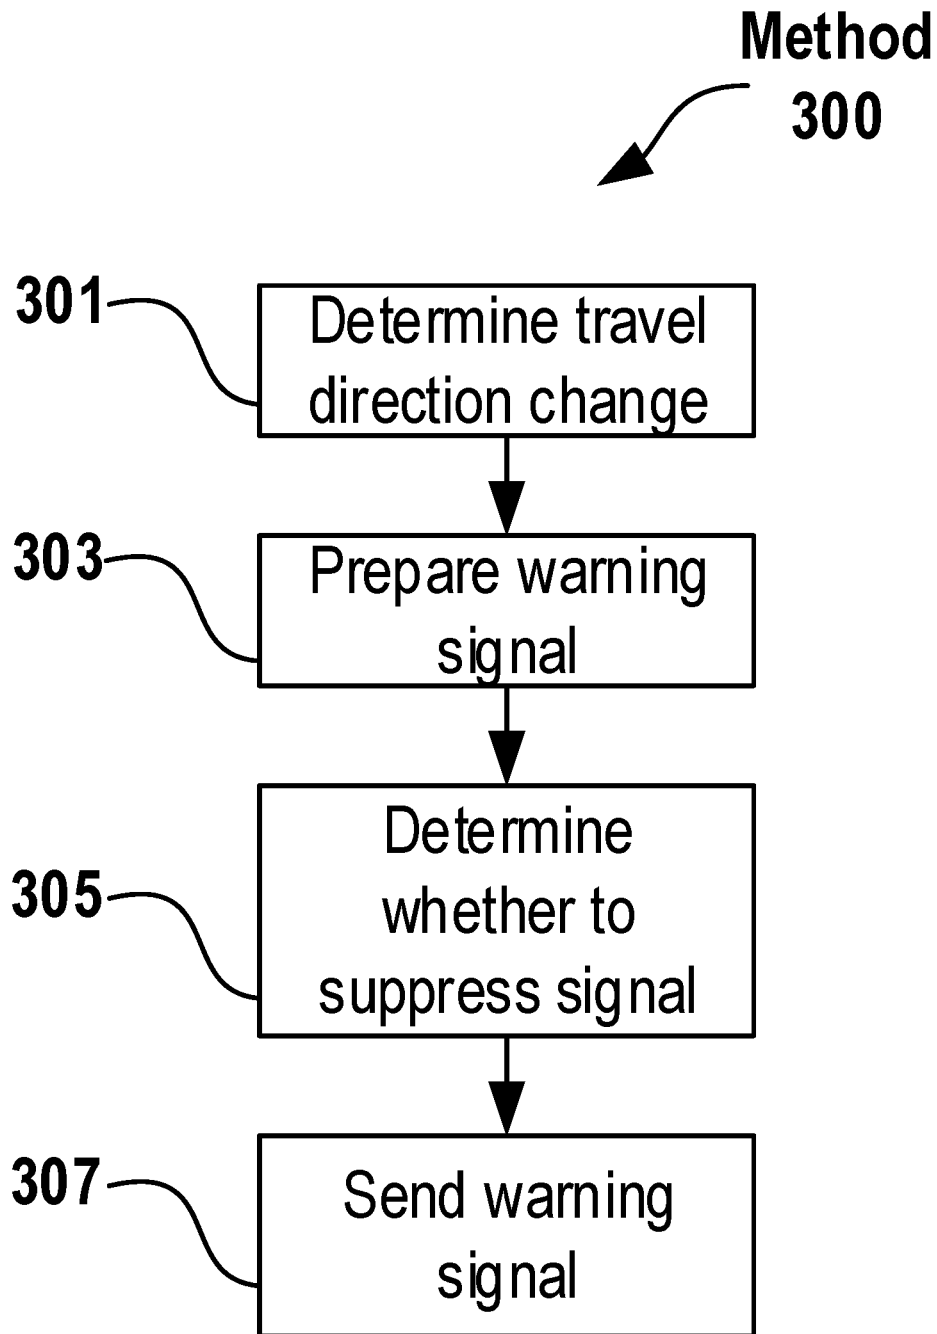 Method
300
301
Determine travel
direction change
303
Prepare warning
signal
305
Determine
whether to
suppress signal
307
Send warning
signal